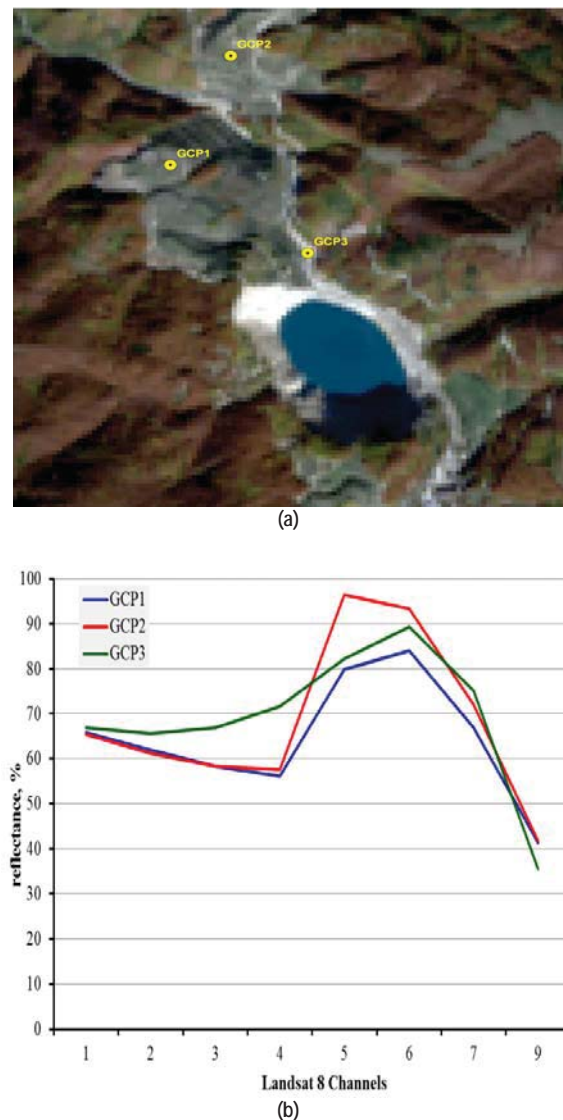 GCP2
GCP1
GCP3
(a)
100
90
80
70
60
50
40
30
20
10
0
GCP1
GCP2
GCP3
reflectance, %
1 2 3 4 5 6 7 9
Landsat 8 Channels
(b)